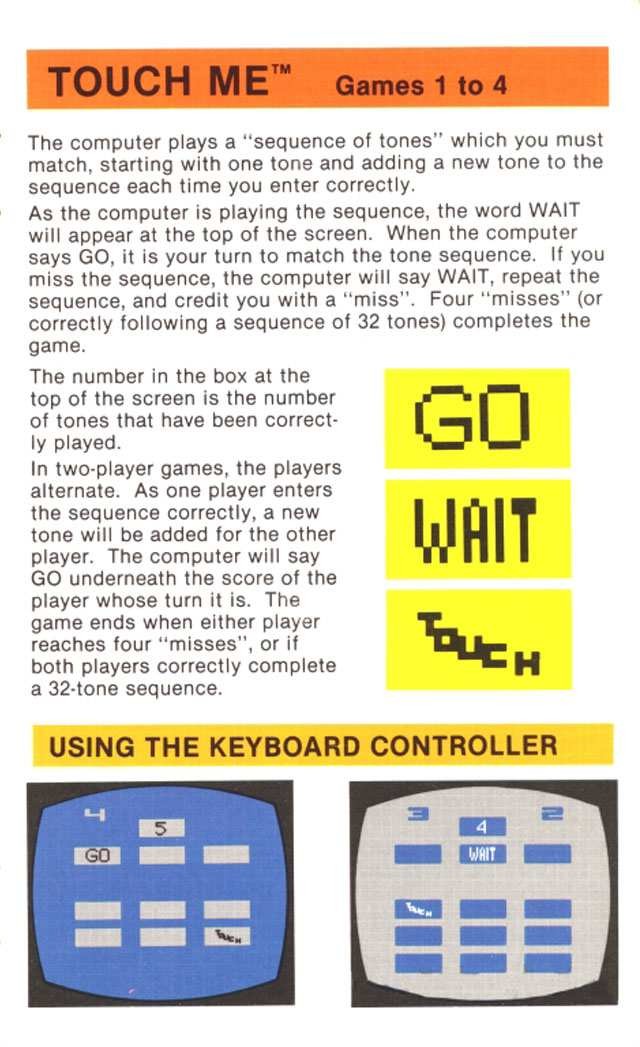 TOUCH ME™ Games 1 to 4
The computer plays a "sequence of tones" which you must
match, starting with one tone and adding a new tone to the
sequence each time you enter correctly.
As the computer is playing the sequence, the word WAIT
will appear at the top of the screen. When the computer
says GO, it is your turn to match the tone sequence. If you
miss the sequence, the computer will say WAIT, repeat the
sequence, and credit you with a "miss". Four "misses" (or
correctly following a sequence of 32 tones) completes the
game.
The number in the box at the
top of the screen is the number
of tones that have been correct-
ly played.
In two-player games, the players
alternate. As one player enters
the sequence correctly, a new
tone will be added for the other
player. The computer will say
GO underneath the score of the
player whose turn it is. The
game ends when either player
reaches four "misses", or if
both players correctly complete
a 32-tone sequence.
GO
WAIT
TOUCH
USING THE KEYBOARD CONTROLLER
4
5
GO
TOUCH
3 2
4
WAIT
TOUCH